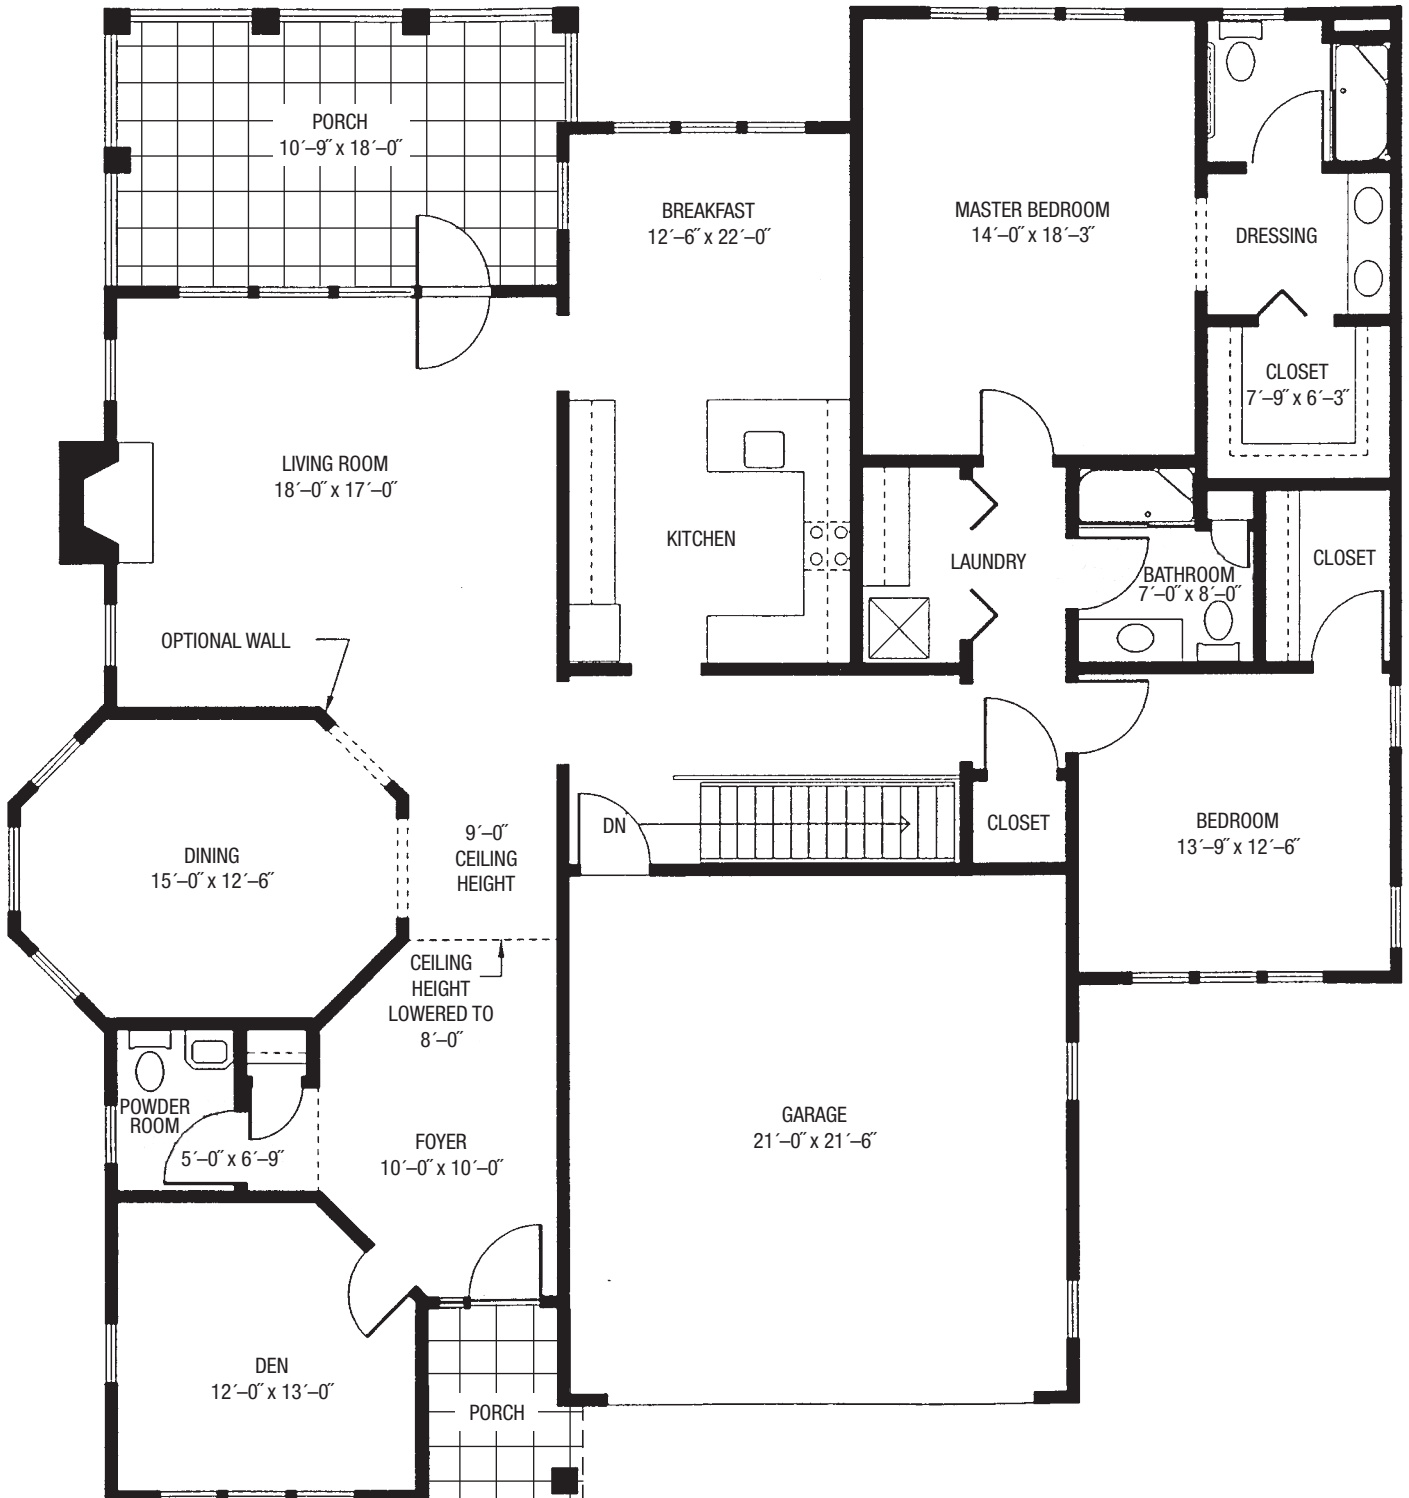 PORCH
10´–9˝ x 18´–0˝
BREAKFAST
12´–6˝ x 22´–0˝
MASTER BEDROOM
14´–0˝ x 18´–3˝
DRESSING
CLOSET
7´–9˝ x 6´–3˝
LIVING ROOM
18´–0˝ x 17´–0˝
KITCHEN
LAUNDRY
BATHROOM
7´–0˝ x 8´–0˝
CLOSET
OPTIONAL WALL
DINING
15´–0˝ x 12´–6˝
9´–0˝
CEILING
HEIGHT
DN
CLOSET
BEDROOM
13´–9˝ x 12´–6˝
CEILING
HEIGHT
LOWERED TO
8´–0˝
POWDER
ROOM
5´–0˝ x 6´–9˝
FOYER
10´–0˝ x 10´–0˝
GARAGE
21´–0˝ x 21´–6˝
DEN
12´–0˝ x 13´–0˝
PORCH